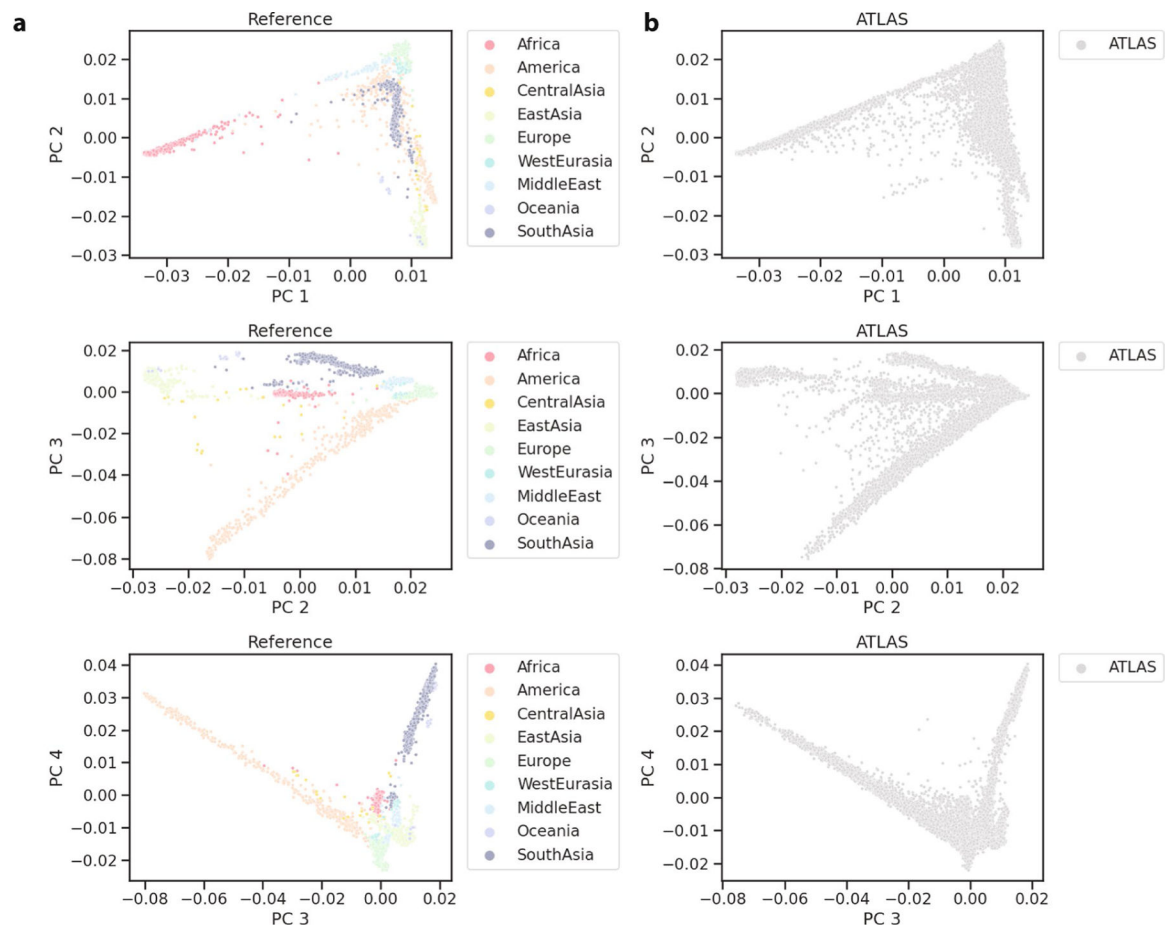 a
Reference
0.02
0.01
0.00
−0.01
−0.02
−0.03
PC 2
−0.03 −0.02 −0.01 0.00 0.01
PC 1
Africa
America
CentralAsia
EastAsia
Europe
WestEurasia
MiddleEast
Oceania
SouthAsia
b
ATLAS
0.02
0.01
0.00
−0.01
−0.02
−0.03
PC 2
−0.03 −0.02 −0.01 0.00 0.01
PC 1
ATLAS
Reference
0.02
0.00
−0.02
−0.04
−0.06
−0.08
PC 3
−0.03 −0.02 −0.01 0.00 0.01 0.02
PC 2
Africa
America
CentralAsia
EastAsia
Europe
WestEurasia
MiddleEast
Oceania
SouthAsia
ATLAS
0.02
0.00
−0.02
−0.04
−0.06
−0.08
PC 3
−0.03 −0.02 −0.01 0.00 0.01 0.02
PC 2
ATLAS
Reference
0.04
0.03
0.02
0.01
0.00
−0.01
−0.02
PC 4
−0.08 −0.06 −0.04 −0.02 0.00 0.02
PC 3
Africa
America
CentralAsia
EastAsia
Europe
WestEurasia
MiddleEast
Oceania
SouthAsia
ATLAS
0.04
0.03
0.02
0.01
0.00
−0.01
−0.02
PC 4
−0.08 −0.06 −0.04 −0.02 0.00 0.02
PC 3
ATLAS